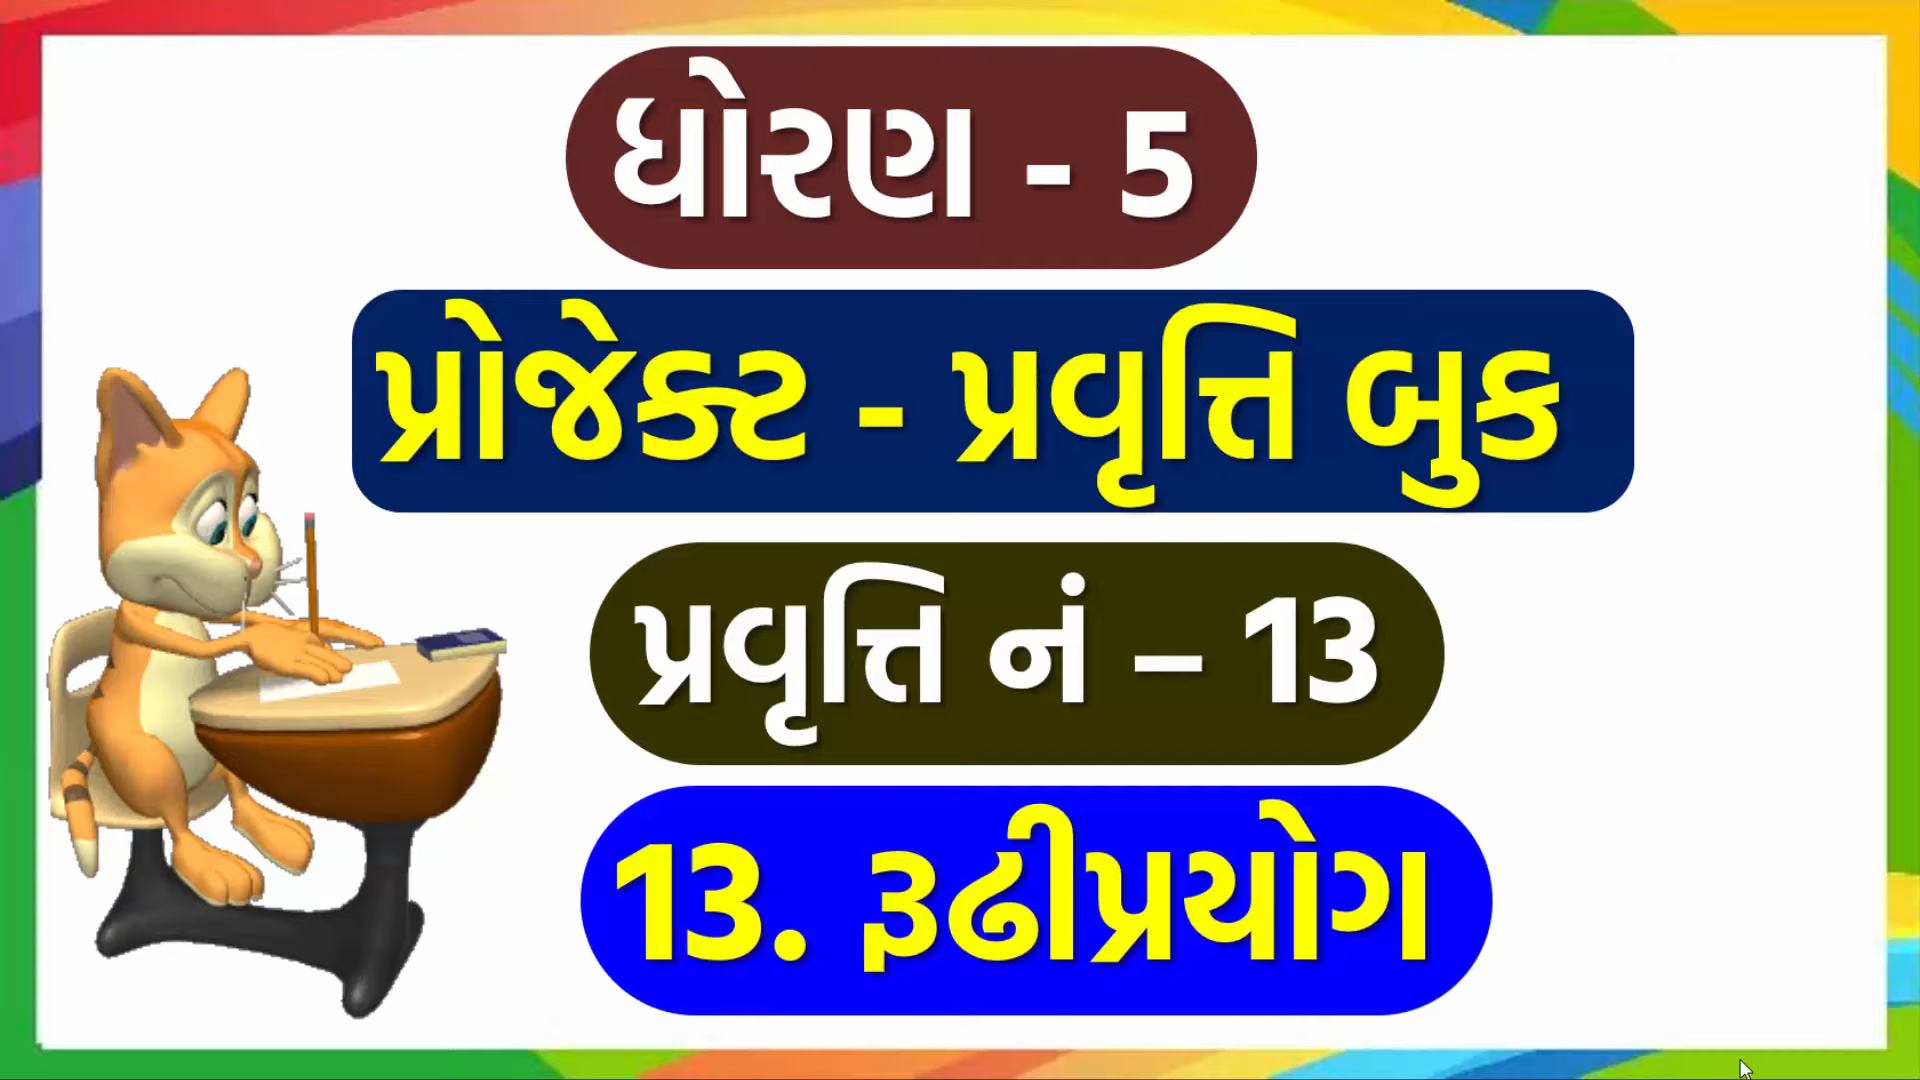 ધોરણ - 5
પ્રોજેક્ટ - પ્રવૃત્તિ બુક
પ્રવૃત્તિ નં – 13
13. રૂઢીપ્રયોગ